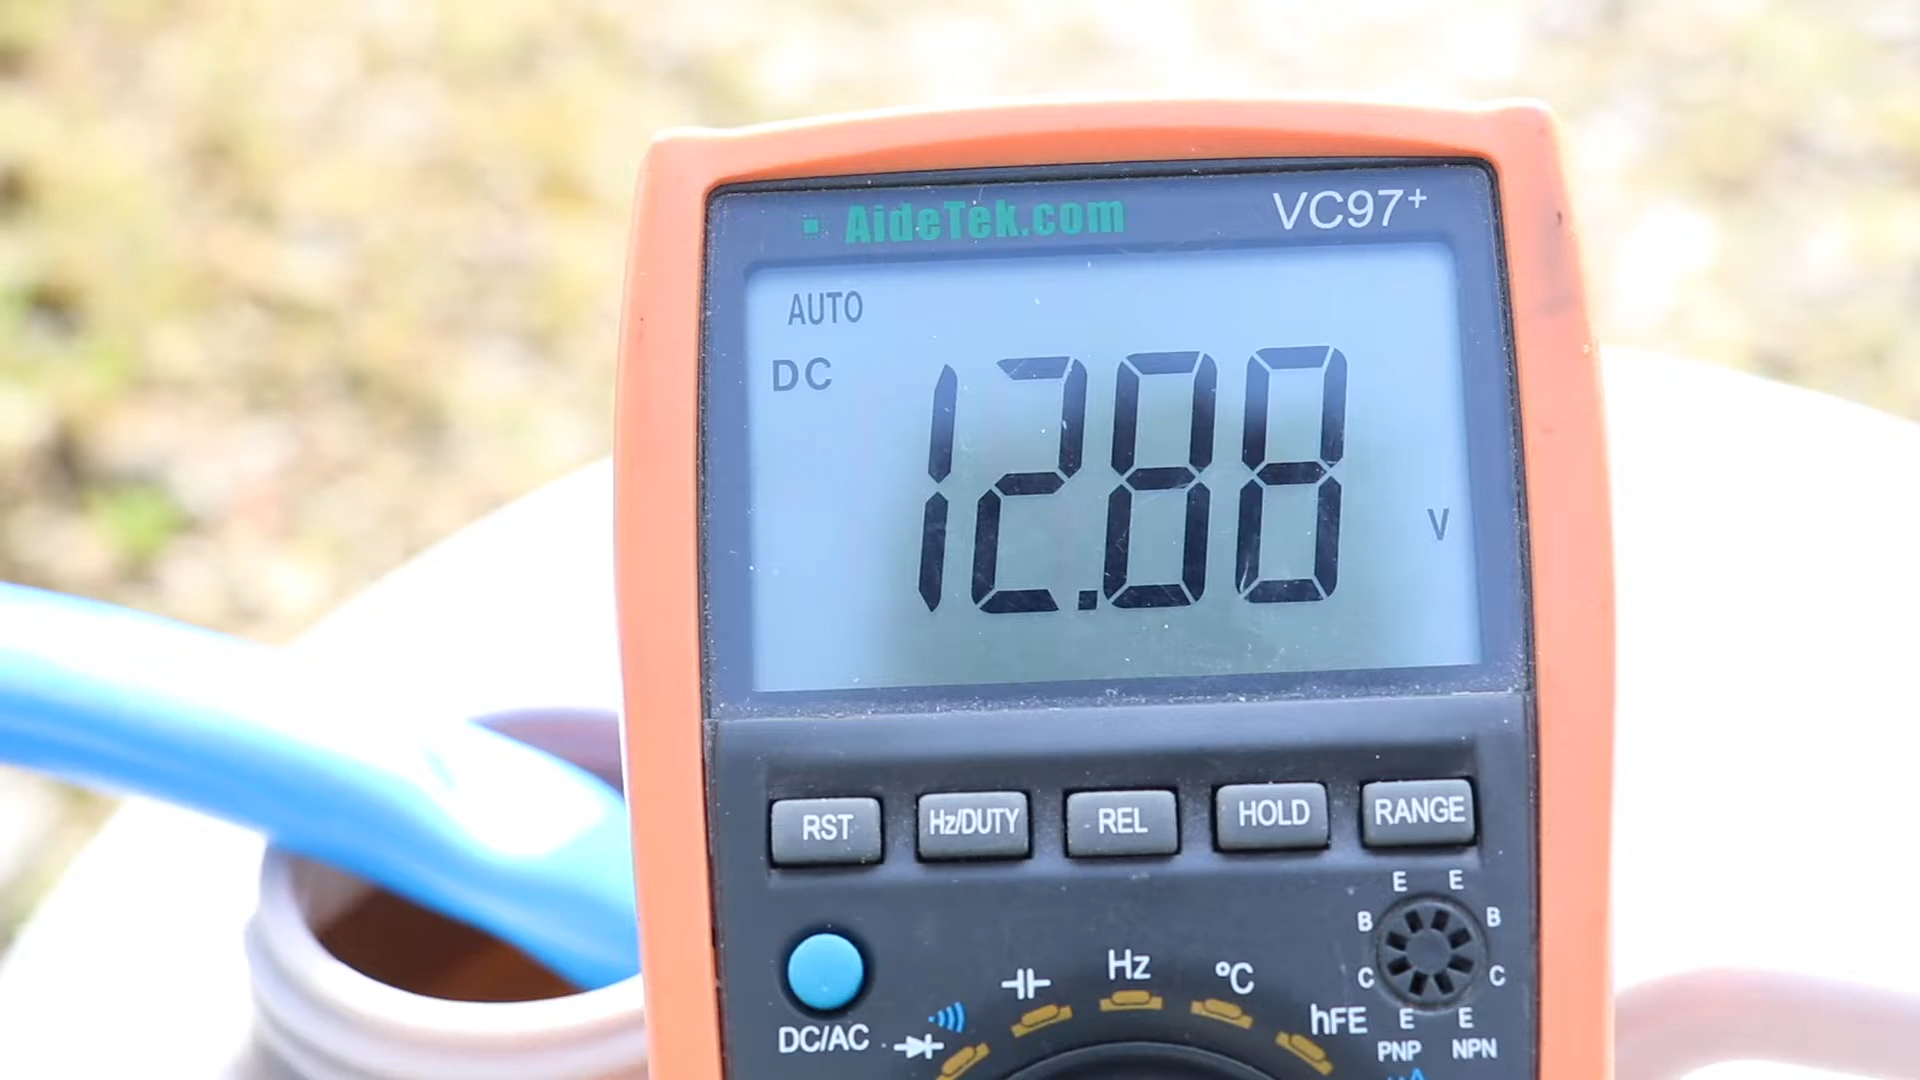 AideTek.com VC97+
AUTO
DC
12.88
V
RST Hz/DUTY REL HOLD RANGE
E E
B B
C C
Hz °C
hFE E E
DC/AC
PNP NPN
µA